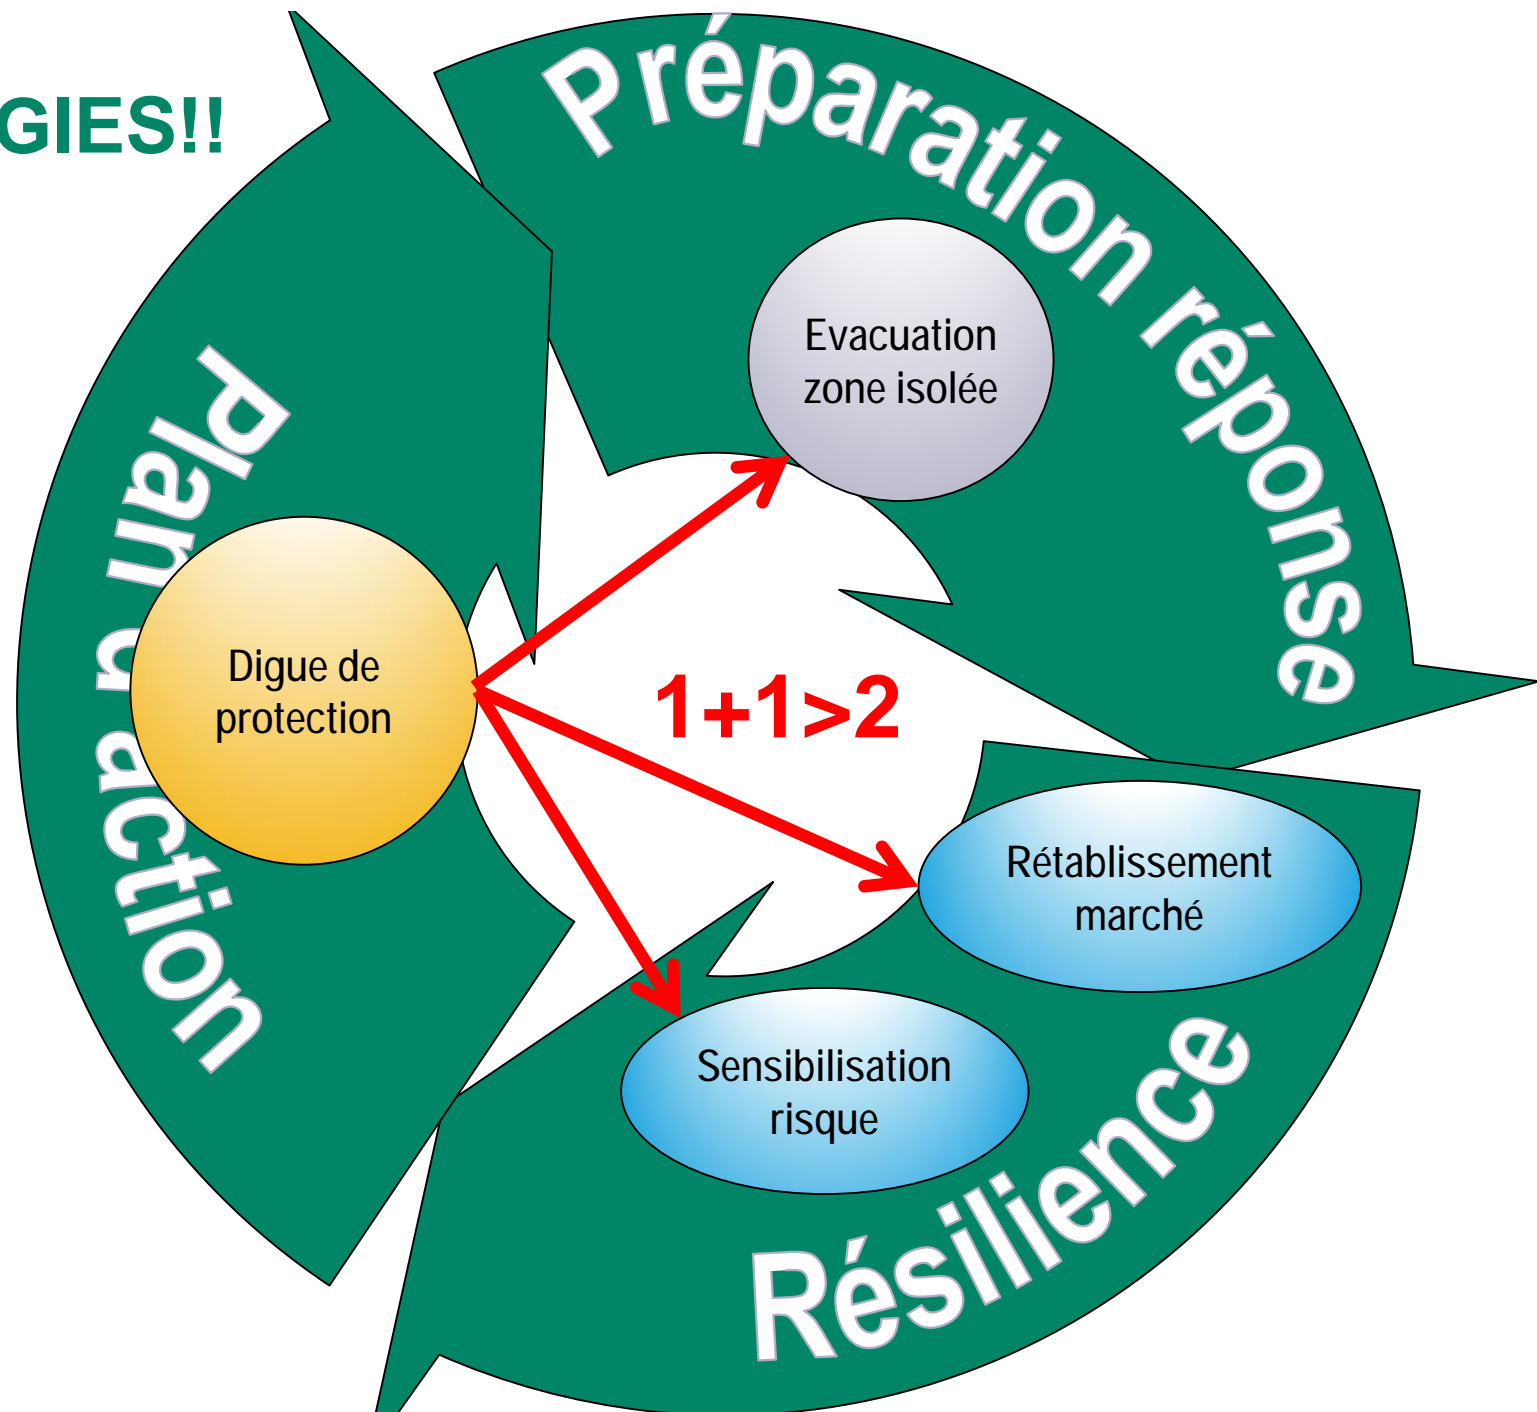 GIES!!
Préparation réponse
Evacuation
zone isolée
Plan d action
Digue de
protection
1+1>2
Rétablissement
marché
Sensibilisation
risque
Résilience